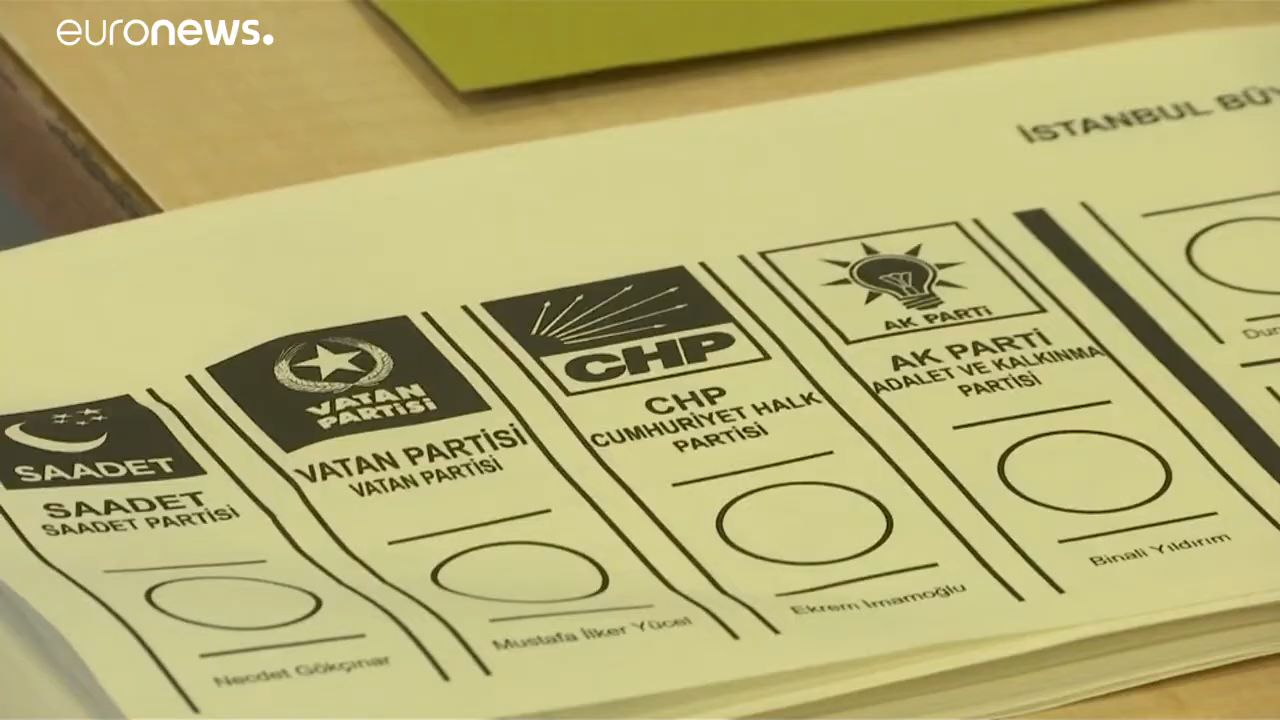 euronews.
İSTANBUL
SAADET
SAADET
SAADET PARTİSİ
Necdet Gökçınar
VATAN
PARTİSİ
VATAN PARTİSİ
VATAN PARTİSİ
Mustafa İlker Yücel
CHP
CHP
CUMHURİYET HALK
PARTİSİ
Ekrem İmamoğlu
AK PARTİ
AK PARTİ
ADALET VE KALKINMA
PARTİSİ
Binali Yıldırım